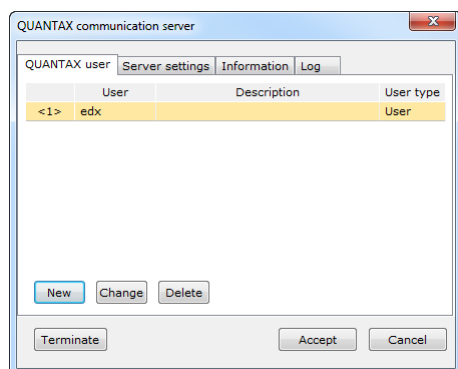 QUANTAX communication server
QUANTAX user Server settings Information Log
User Description User type
<1> edx User
New Change Delete
Terminate Accept Cancel